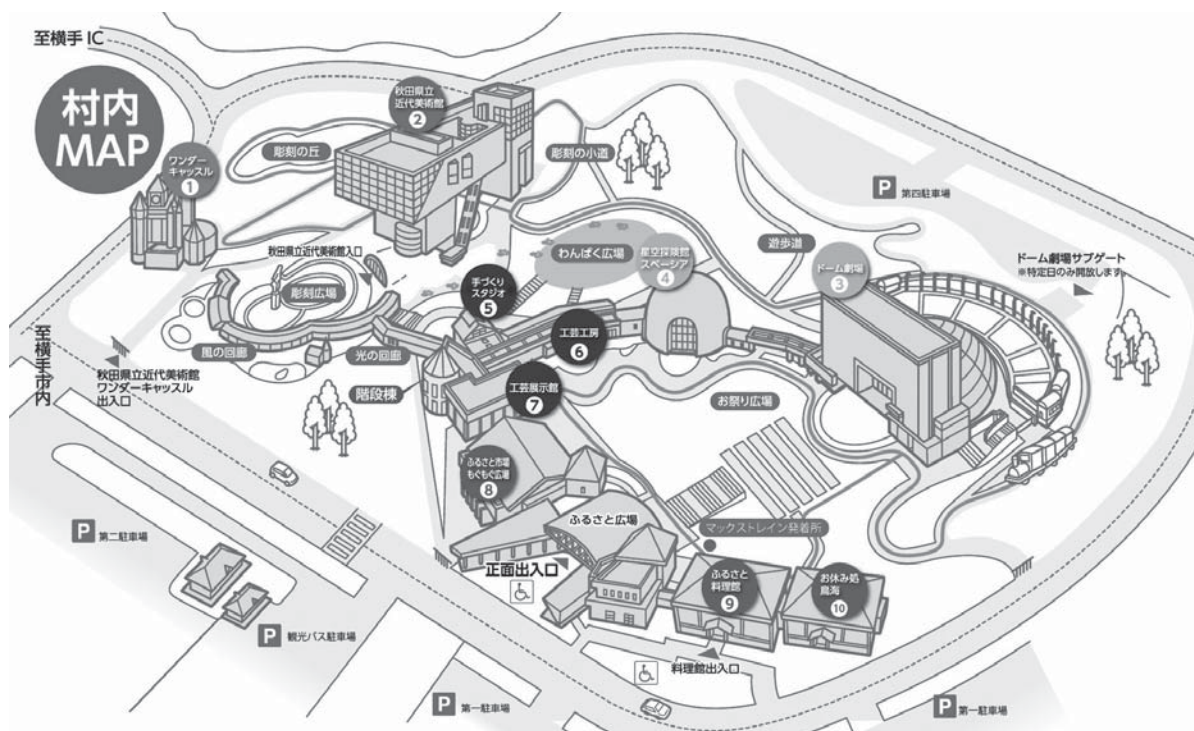 至横手IC
村内
MAP
ワンダー
キャッスル
1
秋田県立
近代美術館
2
彫刻の丘
彫刻の小道
P 第四駐車場
秋田県立近代美術館入口
わんぱく広場
星空探険館
スペーシア
4
遊歩道
ドーム劇場
3
ドーム劇場サブゲート
※特定日のみ開放します。
彫刻広場
手づくり
スタジオ
5
工芸工房
6
至横手市内
風の回廊
光の回廊
秋田県立近代美術館
ワンダーキャッスル
出入口
階段棟
工芸展示館
7
お祭り広場
ふるさと市場
もぐもぐ広場
8
ふるさと広場
マックストレイン発着所
P 第二駐車場
正面出入口
ふるさと
料理館
9
お休み処
鳥海
10
P 観光バス駐車場
料理館出入口
P 第一駐車場
P 第一駐車場